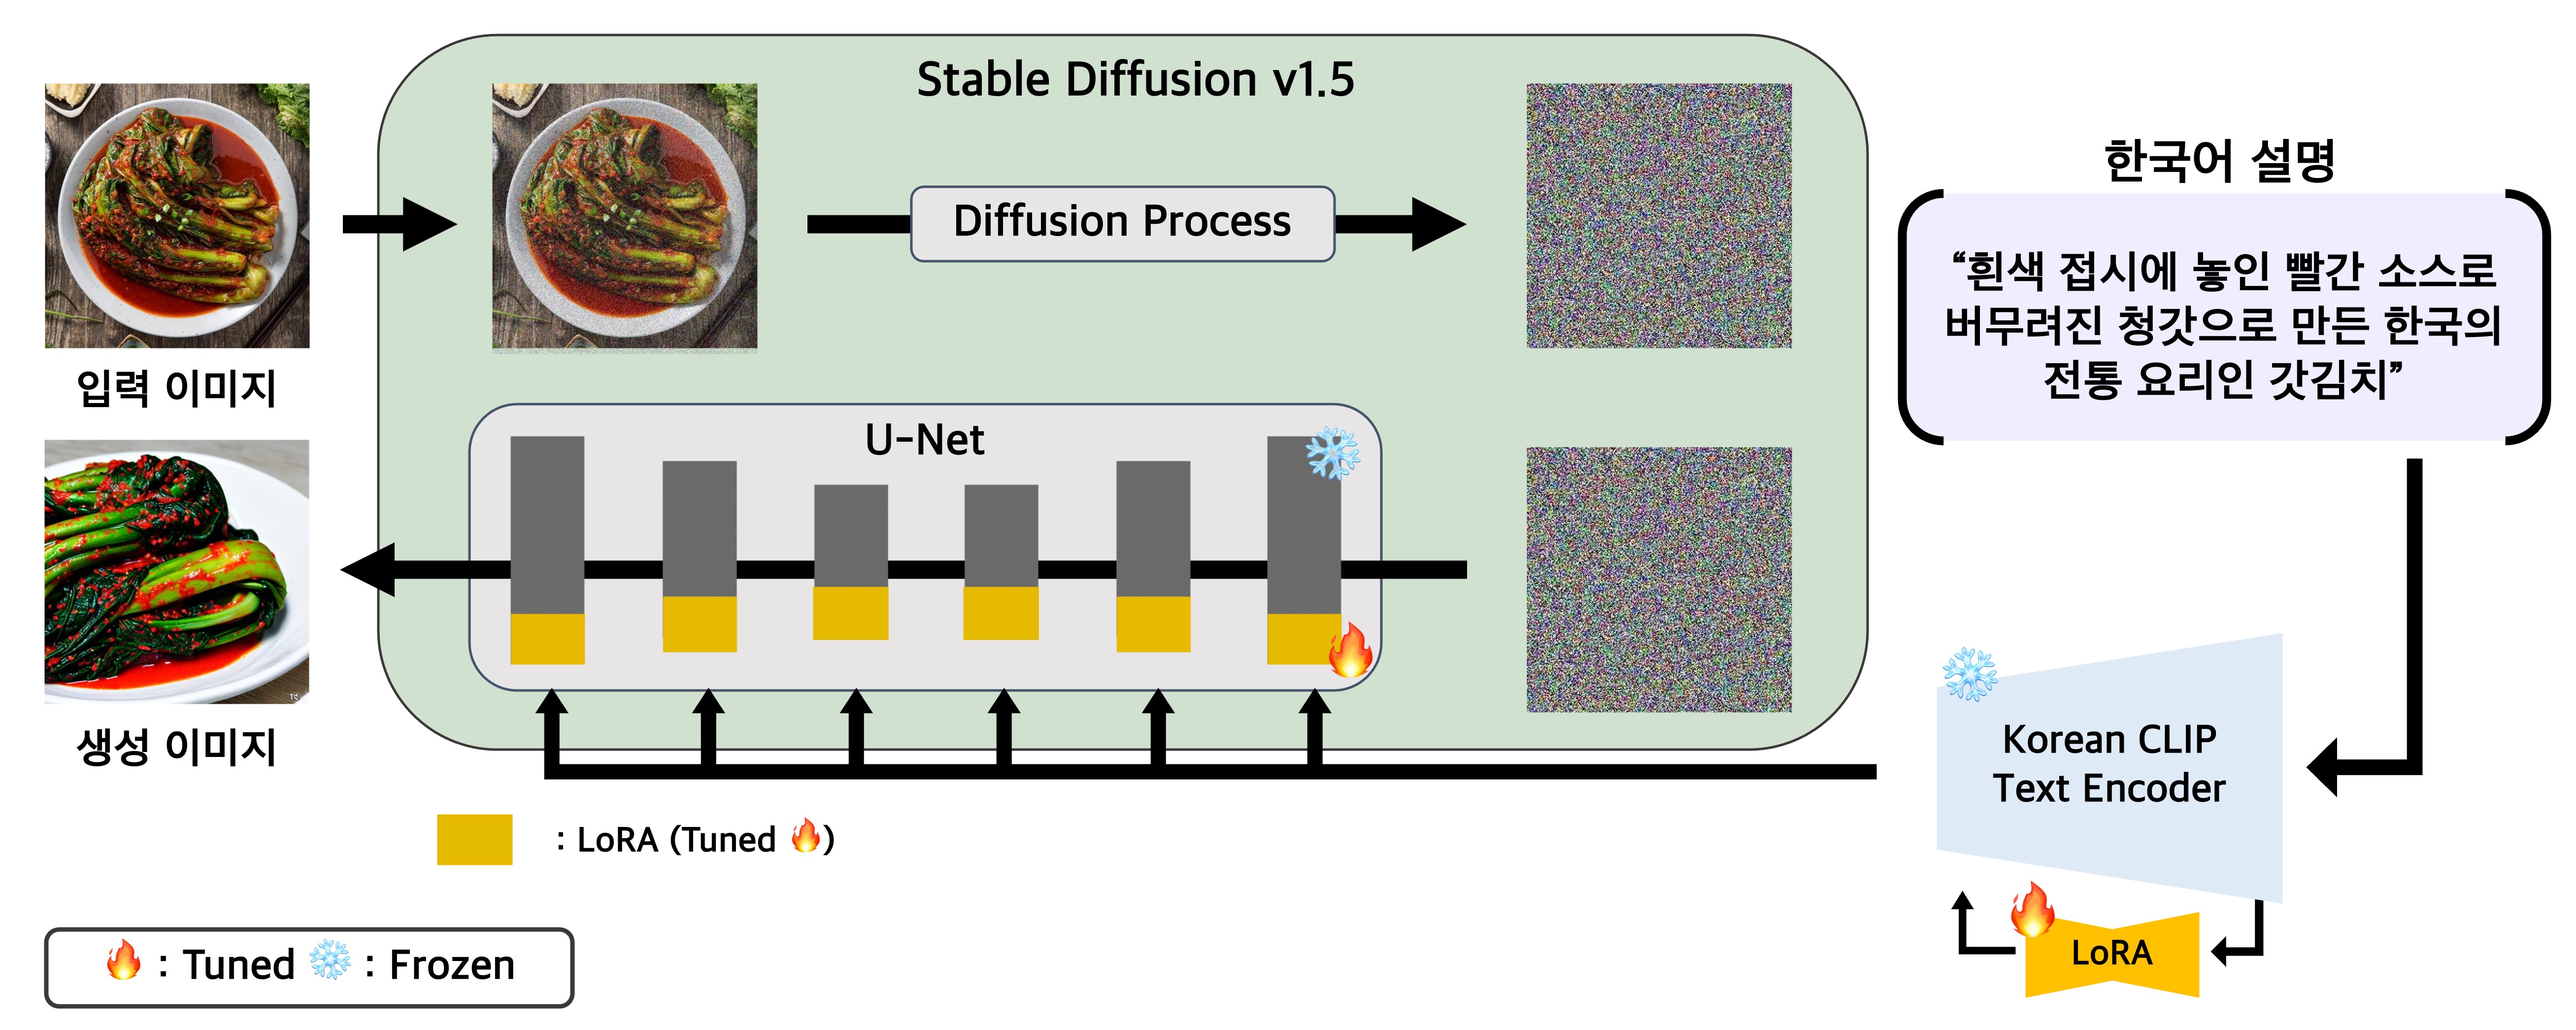 Stable Diffusion v1.5
Diffusion Process
입력 이미지
한국어 설명
“흰색 접시에 놓인 빨간 소스로
버무려진 청갓으로 만든 한국의
전통 요리인 갓김치”
U-Net
생성 이미지
Korean CLIP
Text Encoder
: LoRA (Tuned 🔥)
LoRA
🔥 : Tuned ❄️ : Frozen